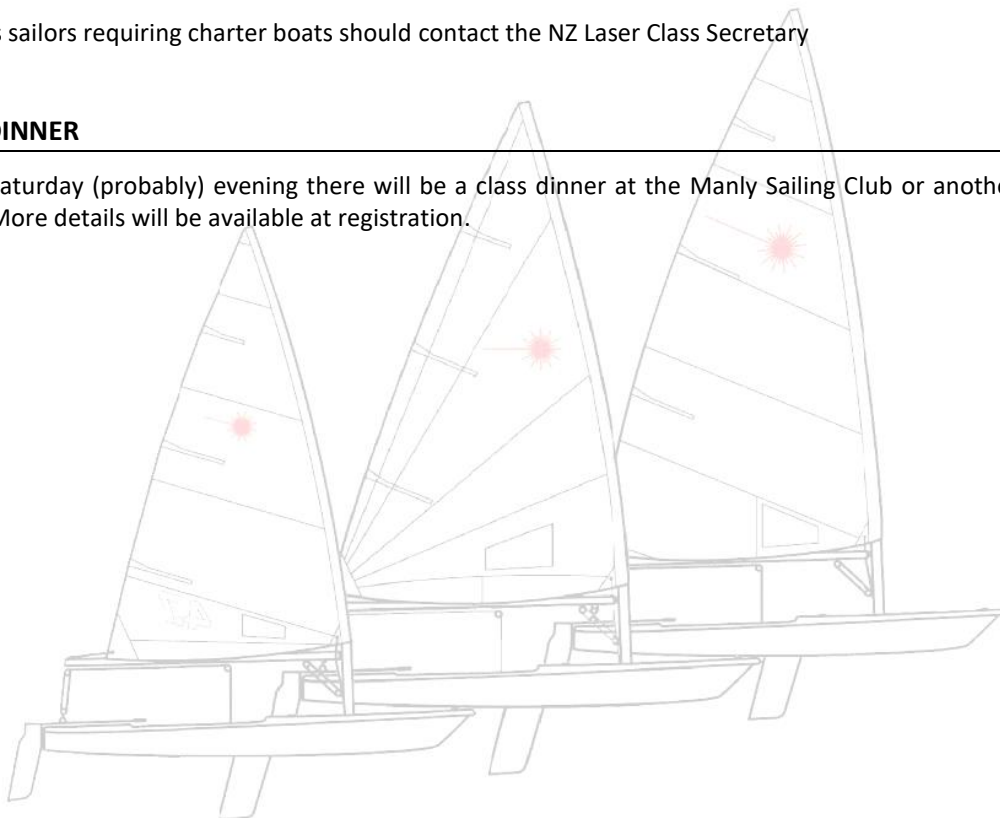 s sailors requiring charter boats should contact the NZ Laser Class Secretary
DINNER
aturday (probably) evening there will be a class dinner at the Manly Sailing Club or anothe
More details will be available at registration.